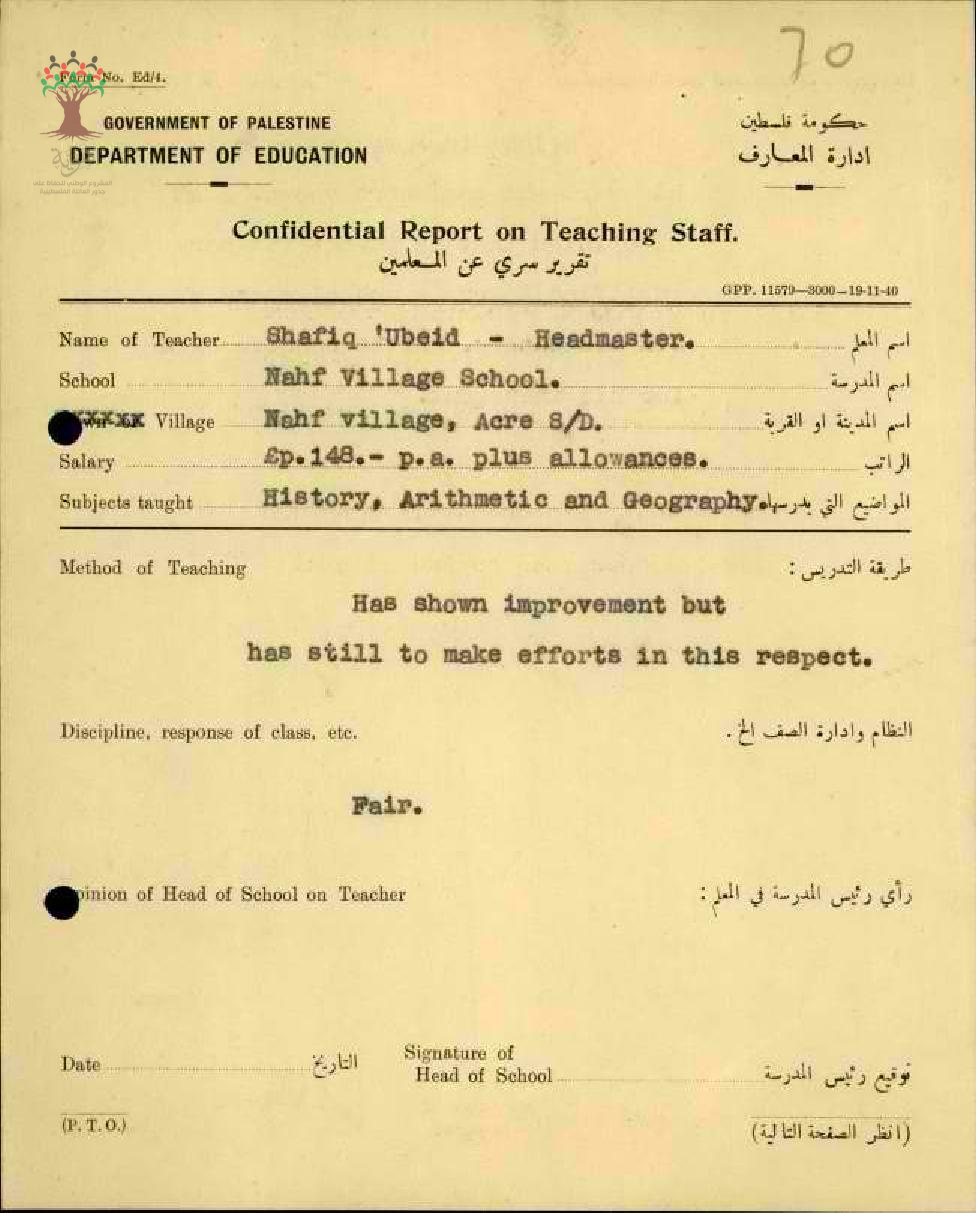 70
Form No. Ed/4.
GOVERNMENT OF PALESTINE
حكومة فلسطين
DEPARTMENT OF EDUCATION
ادارة المعارف
Confidential Report on Teaching Staff.
تقرير سري عن المعلمين
GPP. 11579—3000—19-11-40
Name of Teacher Shafiq 'Ubeid - Headmaster. اسم المعلم
School Nahf Village School. اسم المدرسة
Village Nahf village, Acre S/D. اسم المدينة او القرية
Salary £p.148.- p.a. plus allowances. الراتب
Subjects taught History, Arithmetic and Geography. المواضيع التي يدرسها
Method of Teaching طريقة التدريس :
Has shown improvement but
has still to make efforts in this respect.
Discipline, response of class, etc. النظام وادارة الصف الخ .
Fair.
pinion of Head of School on Teacher رأي رئيس المدرسة في المعلم :
Date التاريخ Signature of
Head of School توقيع رئيس المدرسة
(P. T. O.) (انظر الصفحة التالية)